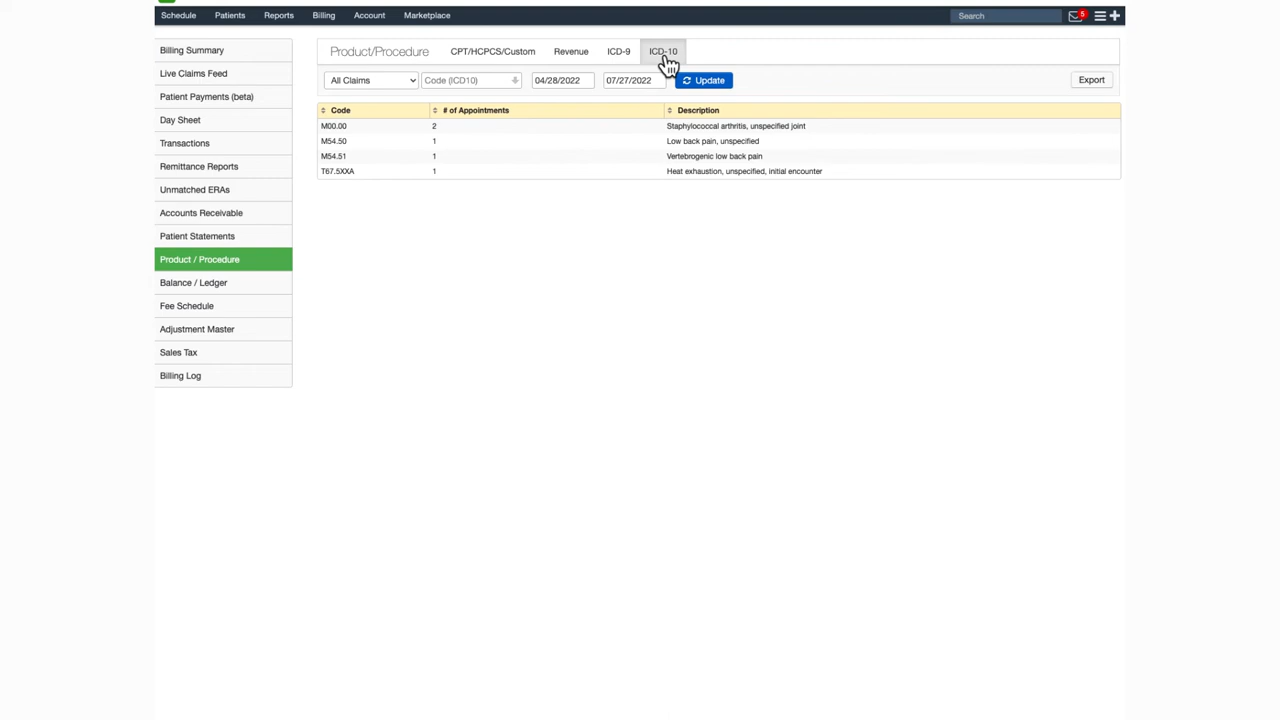 Schedule Patients Reports Billing Account Marketplace Search 5
Billing Summary
Live Claims Feed
Patient Payments (beta)
Day Sheet
Transactions
Remittance Reports
Unmatched ERAs
Accounts Receivable
Patient Statements
Product / Procedure
Balance / Ledger
Fee Schedule
Adjustment Master
Sales Tax
Billing Log
Product/Procedure CPT/HCPCS/Custom Revenue ICD-9 ICD-10
All Claims Code (ICD10) 04/28/2022 07/27/2022 Update Export
Code # of Appointments Description
M00.00 2 Staphylococcal arthritis, unspecified joint
M54.50 1 Low back pain, unspecified
M54.51 1 Vertebrogenic low back pain
T67.5XXA 1 Heat exhaustion, unspecified, initial encounter